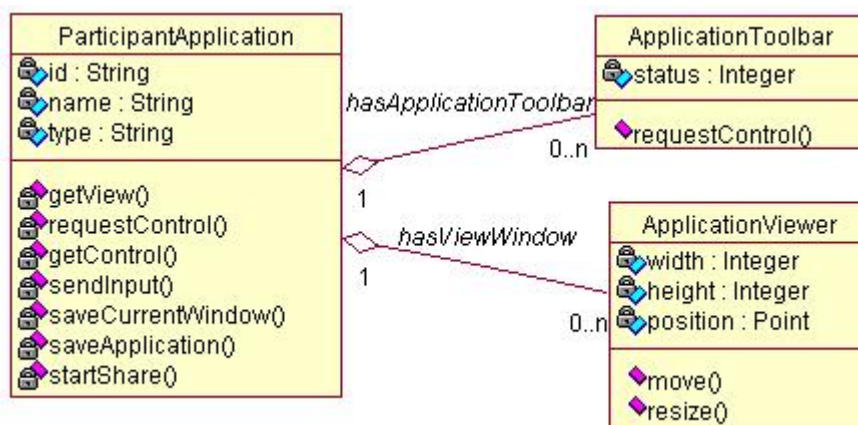 ParticipantApplication
id : String
name : String
type : String
getView()
requestControl()
getControl()
sendInput()
saveCurrentWindow()
saveApplication()
startShare()
hasApplicationToolbar
0..n
1
hasViewWindow
1
0..n
ApplicationToolbar
status : Integer
requestControl()
ApplicationViewer
width : Integer
height : Integer
position : Point
move()
resize()